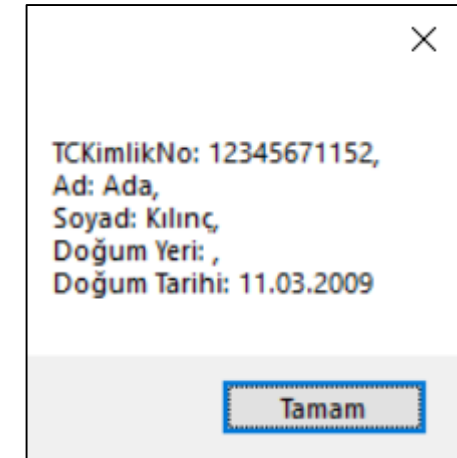 TCKimlikNo: 12345671152,
Ad: Ada,
Soyad: Kılınç,
Doğum Yeri: ,
Doğum Tarihi: 11.03.2009
Tamam